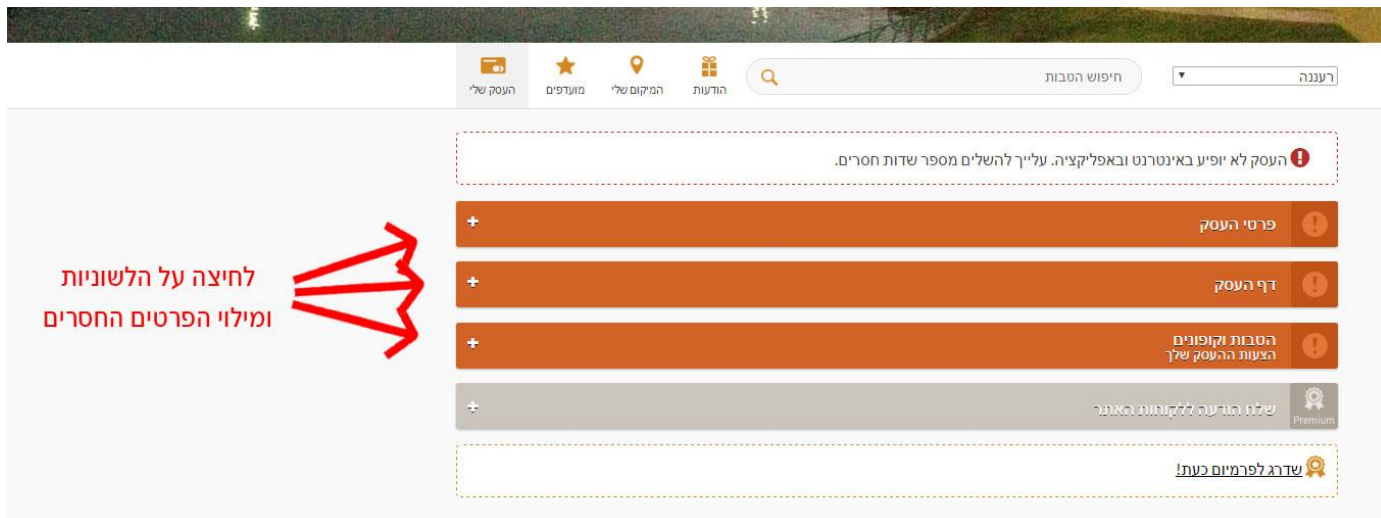 רעננה
חיפוש הטבות
הודעות
המיקום שלי
מועדפים
העסק שלי
העסק לא יופיע באינטרנט ובאפליקציה. עלייך להשלים מספר שדות חסרים.
פרטי העסק
דף העסק
הטבות וקופונים
הצעות ההעסק שלך
שלח הודעה ללקוחות האתר
Premium
שדרג לפרמיום כעת!
לחיצה על הלשוניות
ומילוי הפרטים החסרים